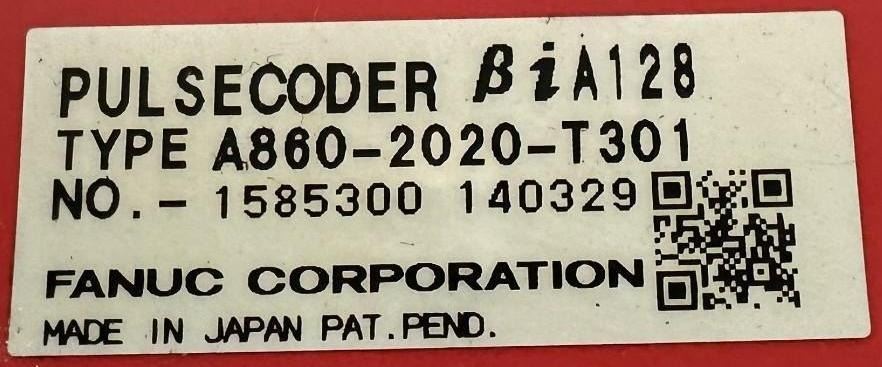 PULSECODER βiA128
TYPE A860-2020-T301
NO.- 1585300 140329
FANUC CORPORATION
MADE IN JAPAN PAT.PEND.